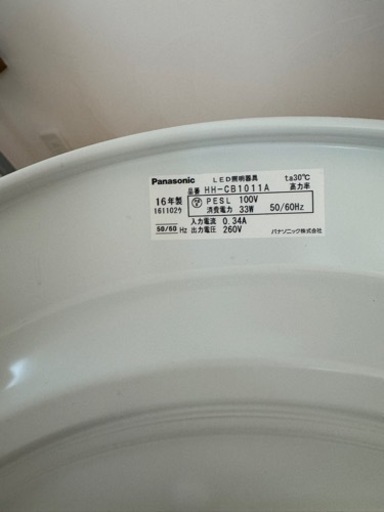 Panasonic LED照明器具 ta30℃
品番 HH-CB1011A 高力率
16年製 PS E PESL 100V
1611029 消費電力 33W 50/60Hz
入力電流 0.34A
50/60 Hz 出力電圧 260V パナソニック株式会社